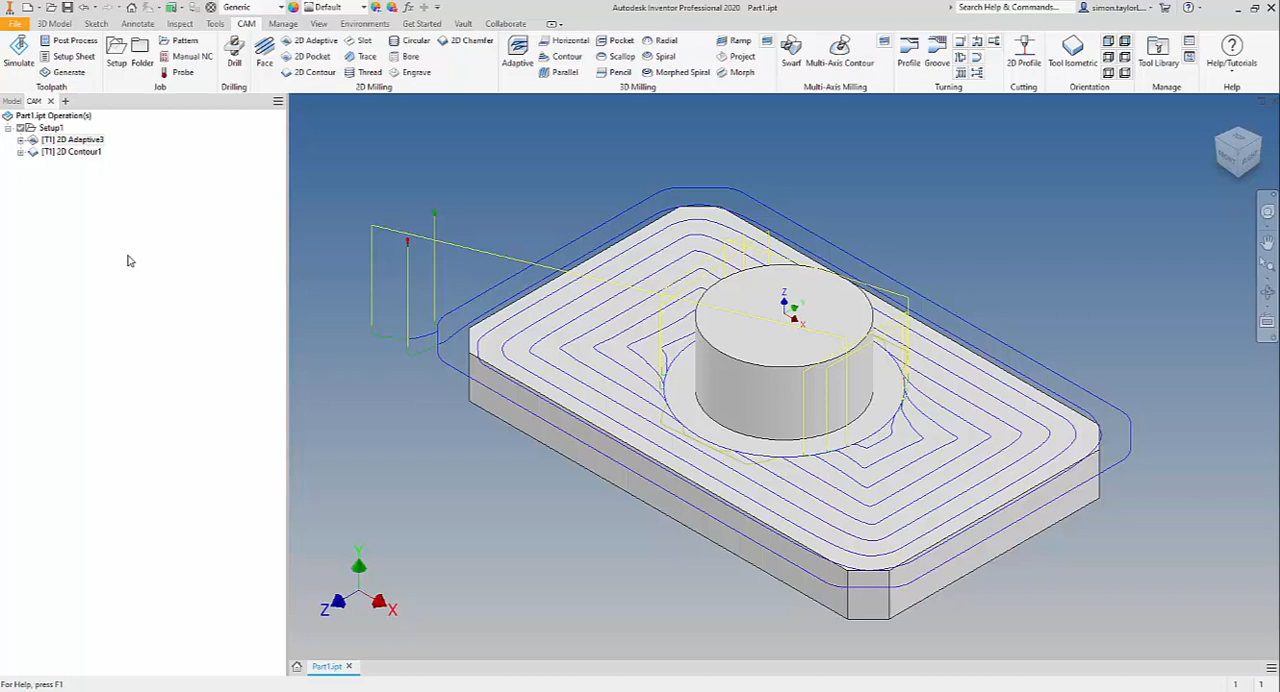 Generic
Default
fx
Autodesk Inventor Professional 2020 Part1.ipt
Search Help & Commands...
simon.taylorL...
File 3D Model Sketch Annotate Inspect Tools CAM Manage View Environments Get Started Vault Collaborate
Simulate
Post Process
Setup Sheet
Generate
Toolpath
Setup
Folder
Pattern
Manual NC
Probe
Job
Drill
Drilling
Face
2D Adaptive
2D Pocket
2D Contour
Slot
Trace
Thread
Circular
Bore
Engrave
2D Chamfer
2D Milling
Adaptive
Horizontal
Contour
Parallel
Pocket
Scallop
Pencil
Radial
Spiral
Morphed Spiral
Ramp
Project
Morph
3D Milling
Swarf
Multi-Axis Contour
Multi-Axis Milling
Profile
Groove
Turning
2D Profile
Cutting
Tool Isometric
Orientation
Tool Library
Manage
Help/Tutorials
Help
Model CAM
Part1.ipt Operation(s)
Setup1
[T1] 2D Adaptive3
[T1] 2D Contour1
TOP
FRONT
RIGHT
Z
Y
X
Y
Z
X
Part1.ipt
For Help, press F1
1 1